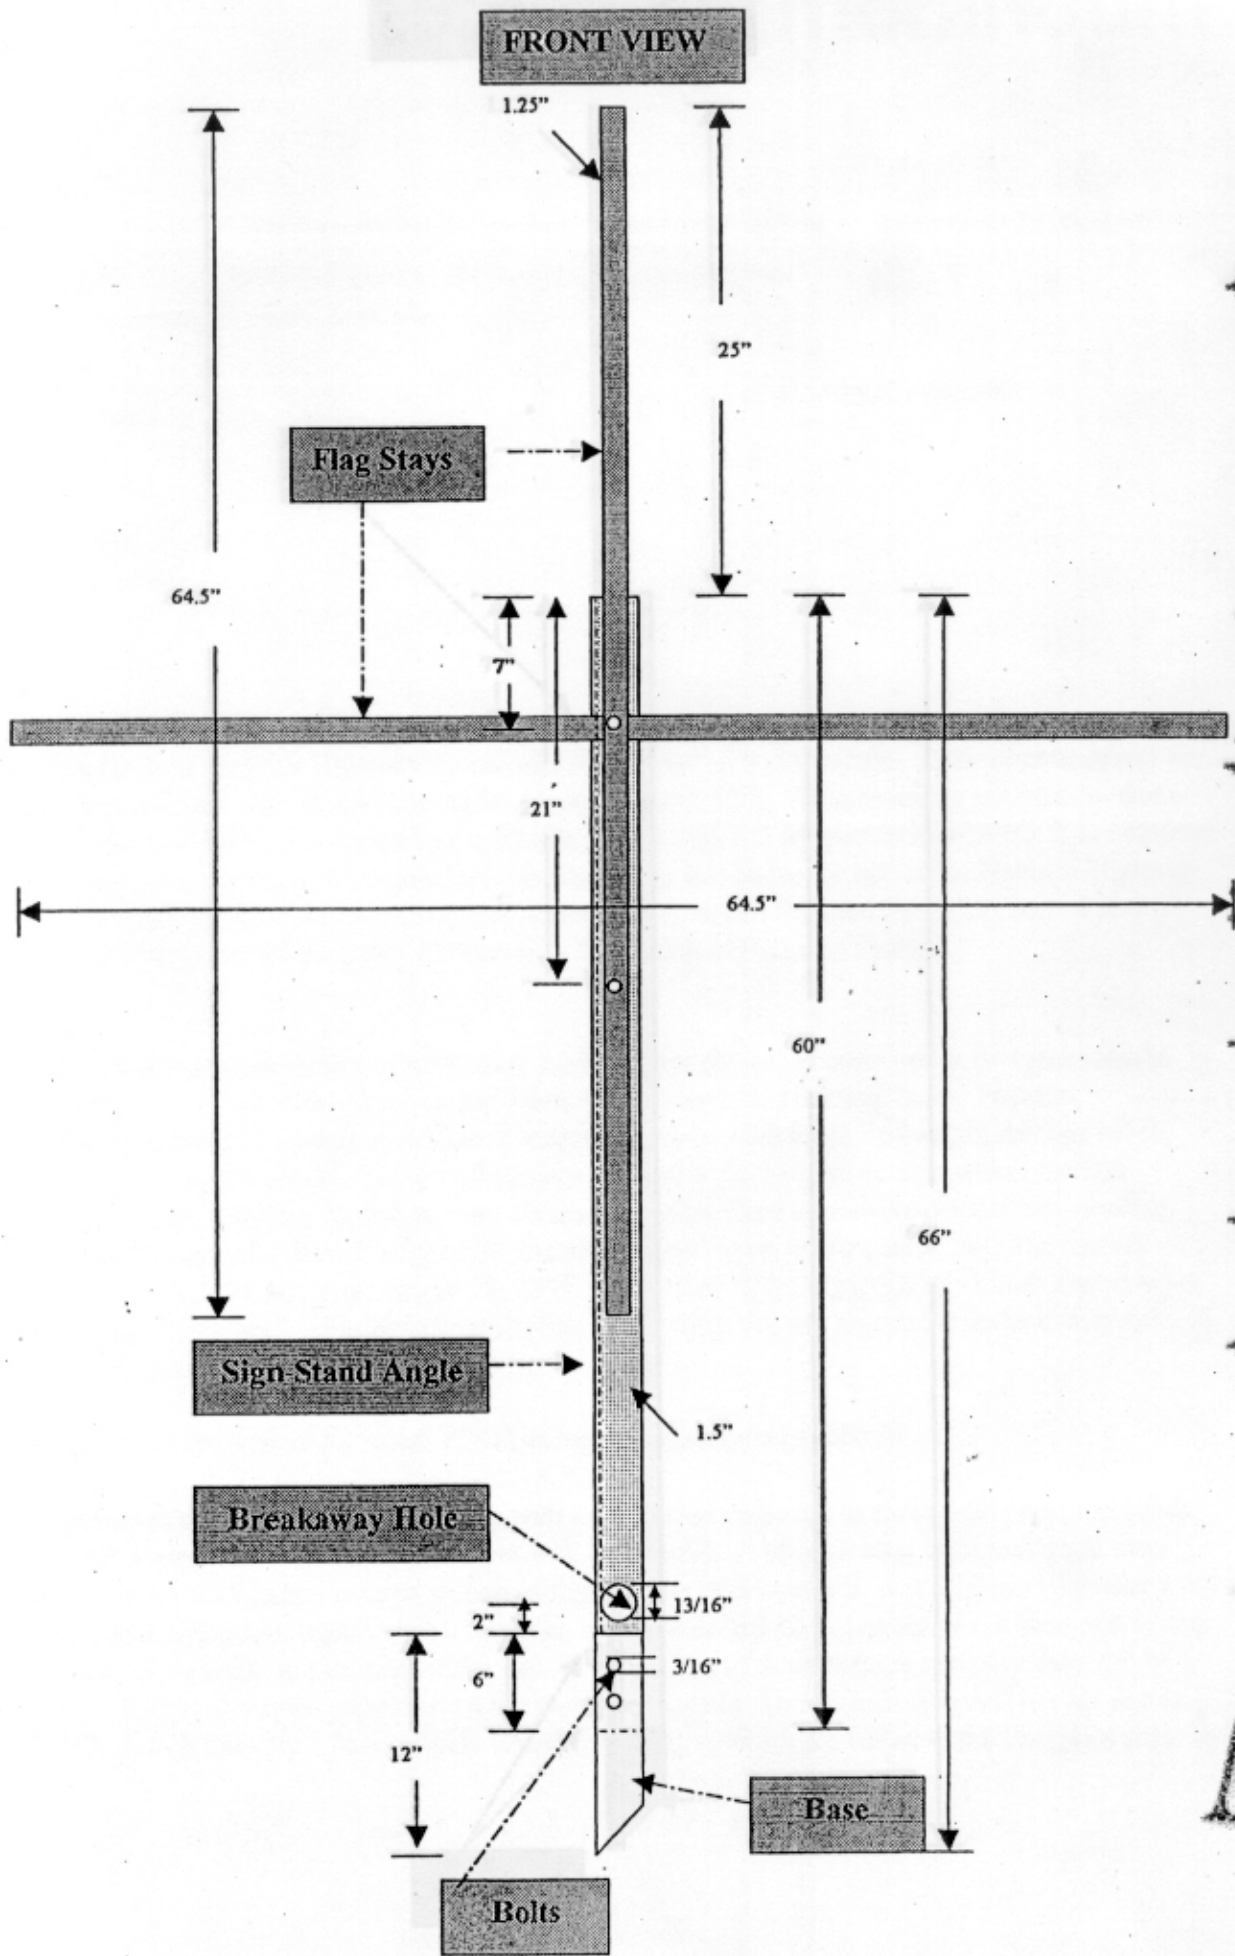 FRONT VIEW
1.25”
25”
Flag Stays
64.5”
7”
21”
64.5”
60”
66”
Sign Stand Angle
1.5”
Breakaway Hole
13/16”
2”
3/16”
6”
12”
Base
Bolts